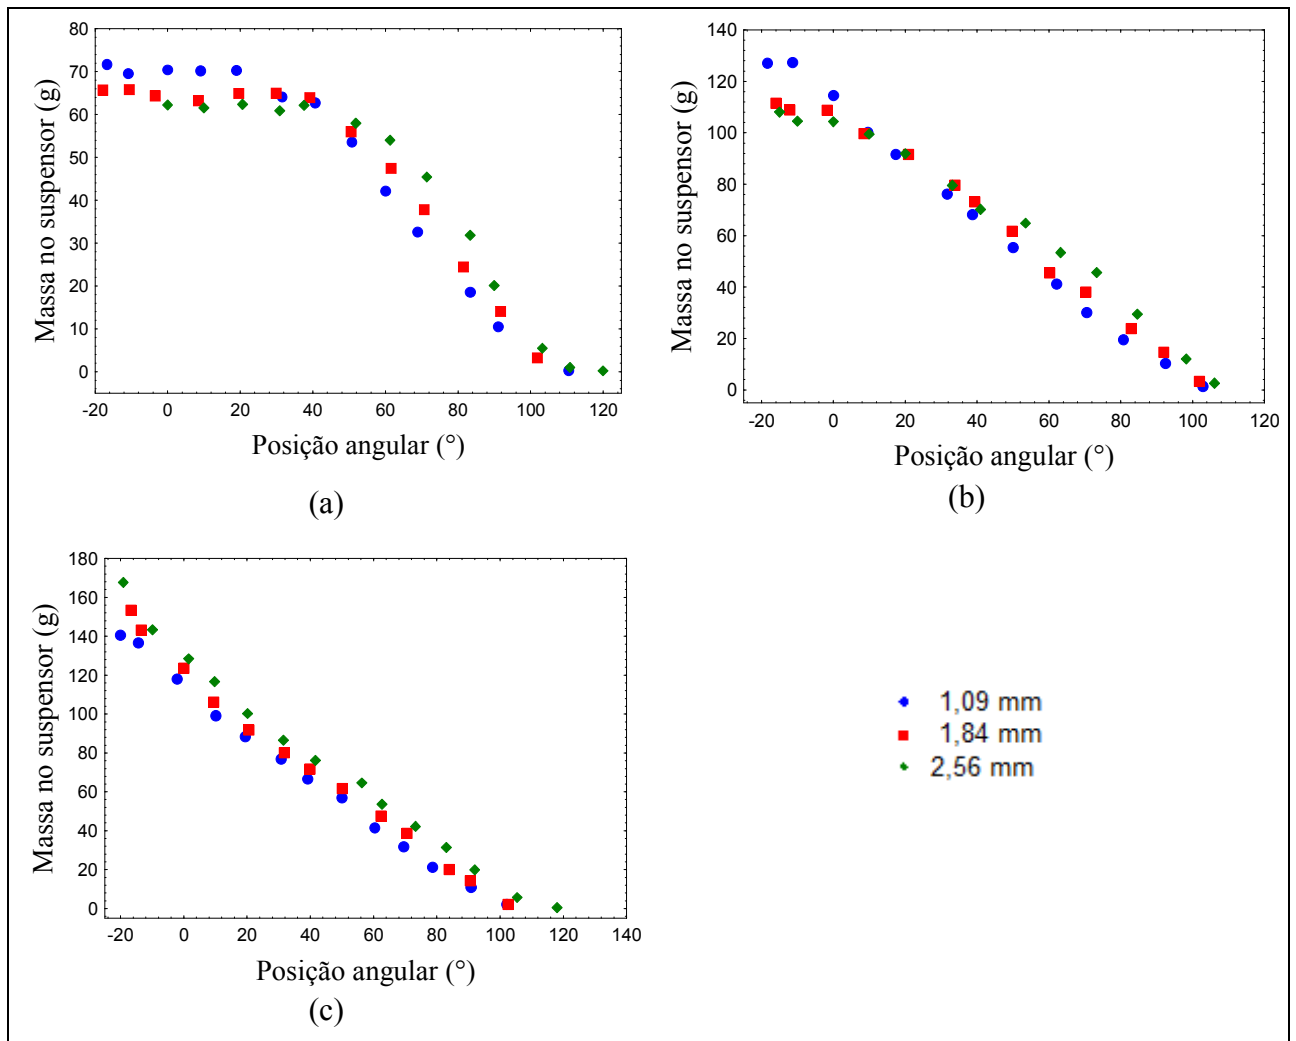 80
70
60
50
40
30
20
10
0
Massa no suspensor (g)
-20 0 20 40 60 80 100 120
Posição angular (°)
(a)
140
120
100
80
60
40
20
0
Massa no suspensor (g)
-20 0 20 40 60 80 100 120
Posição angular (°)
(b)
180
160
140
120
100
80
60
40
20
0
Massa no suspensor (g)
-20 0 20 40 60 80 100 120 140
Posição angular (°)
(c)
1,09 mm
1,84 mm
2,56 mm